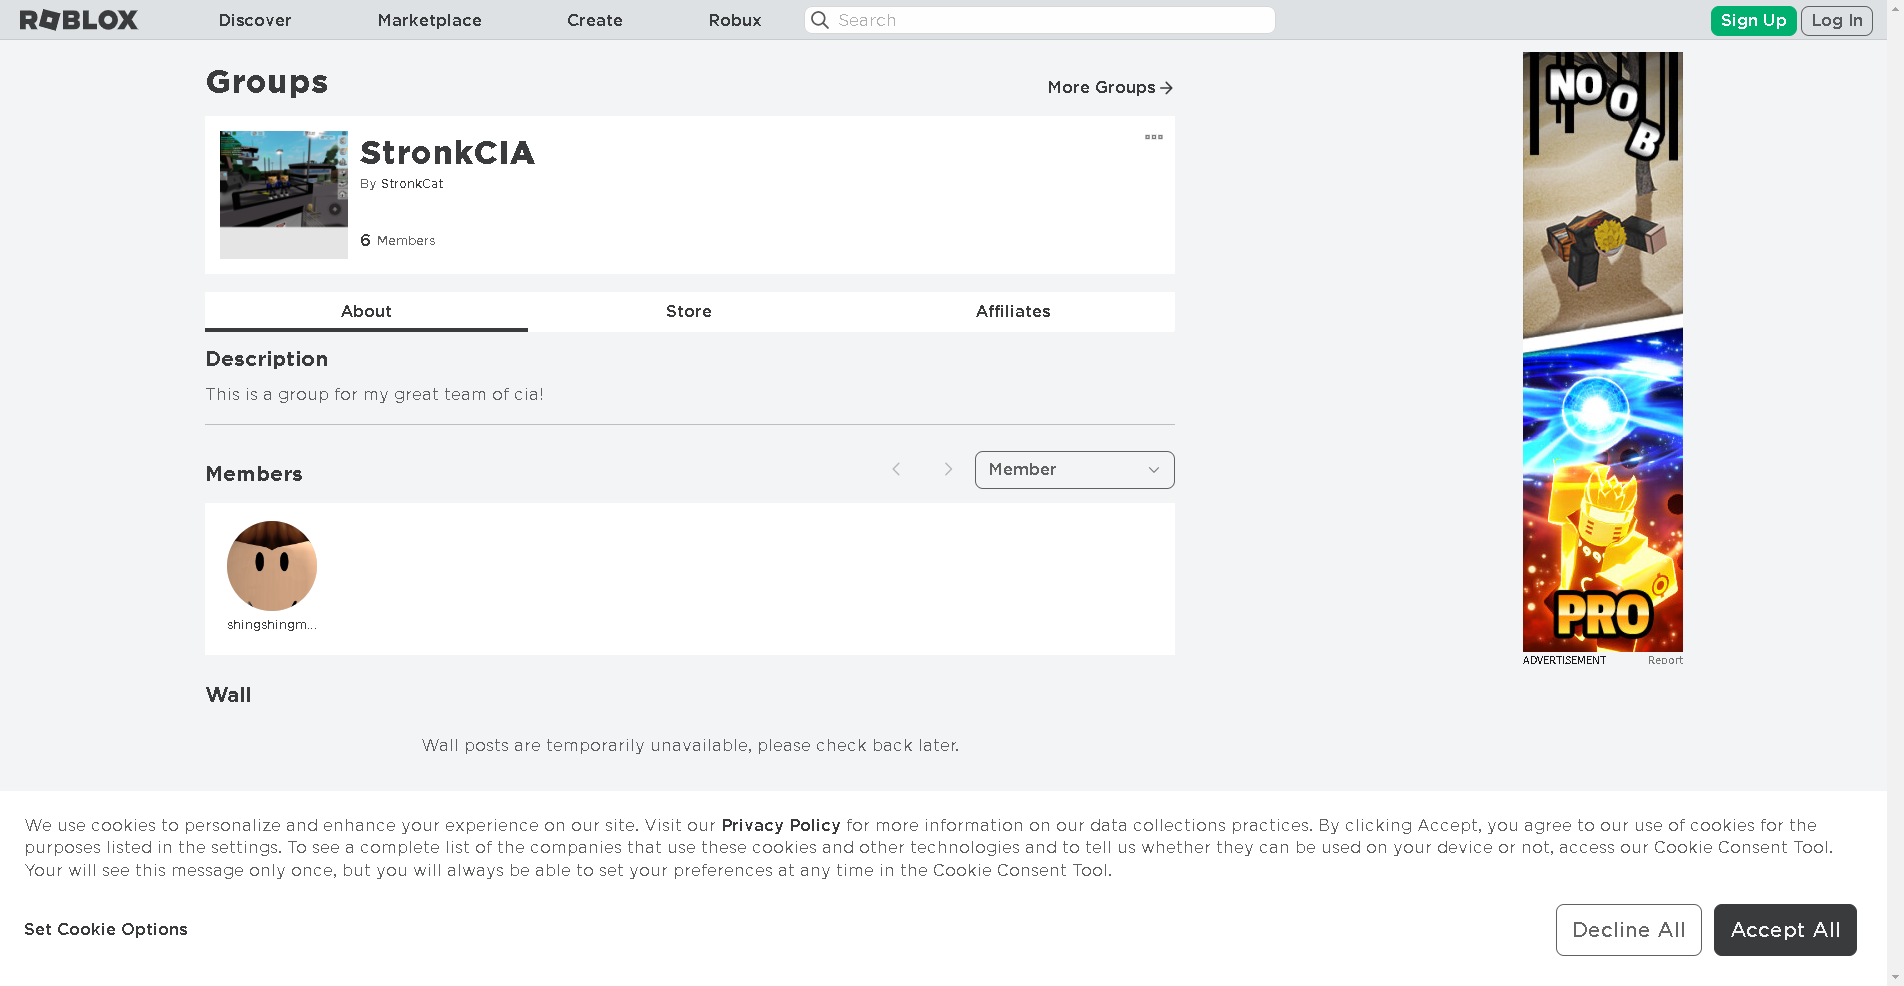 ROBLOX Discover Marketplace Create Robux Search Sign Up Log In
Groups
More Groups
StronkCIA
By StronkCat
6 Members
About Store Affiliates
Description
This is a group for my great team of cia!
Members
Member
shingshingm...
Wall
Wall posts are temporarily unavailable, please check back later.
NOOB
PRO
ADVERTISEMENT Report
We use cookies to personalize and enhance your experience on our site. Visit our Privacy Policy for more information on our data collections practices. By clicking Accept, you agree to our use of cookies for the
purposes listed in the settings. To see a complete list of the companies that use these cookies and other technologies and to tell us whether they can be used on your device or not, access our Cookie Consent Tool.
Your will see this message only once, but you will always be able to set your preferences at any time in the Cookie Consent Tool.
Set Cookie Options
Decline All Accept All